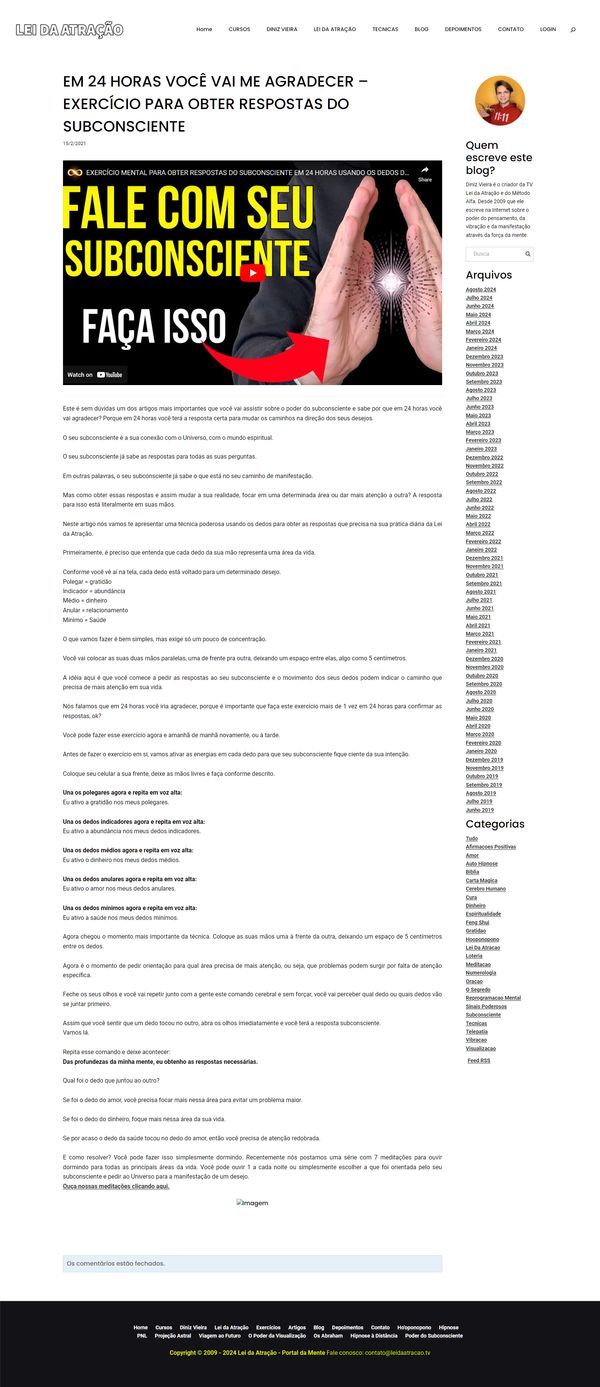 LEI DA ATRAÇÃO
Home CURSOS DINIZ VIEIRA LEI DA ATRAÇÃO TECNICAS BLOG DEPOIMENTOS CONTATO LOGIN
EM 24 HORAS VOCÊ VAI ME AGRADECER –
EXERCÍCIO PARA OBTER RESPOSTAS DO
SUBCONSCIENTE
15/2/2021
EXERCÍCIO MENTAL PARA OBTER RESPOSTAS DO SUBCONSCIENTE EM 24 HORAS USANDO OS DEDOS D...
Share
FALE COM SEU
SUBCONSCIENTE
FAÇA ISSO
Watch on YouTube
Este é sem dúvidas um dos artigos mais importantes que você vai assistir sobre o poder do subconsciente e sabe por que em 24 horas você
vai agradecer? Porque em 24 horas você terá a resposta certa para mudar os caminhos na direção dos seus desejos.
O seu subconsciente é a sua conexão com o Universo, com o mundo espiritual.
O seu subconsciente já sabe as respostas para todas as suas perguntas.
Em outras palavras, o seu subconsciente já sabe o que está no seu caminho de manifestação.
Mas como obter essas respostas e assim mudar a sua realidade, focar em uma determinada área ou dar mais atenção a outra? A resposta
para isso está literalmente em suas mãos.
Neste artigo nós vamos te apresentar uma técnica poderosa usando os dedos para obter as respostas que precisa na sua prática diária da Lei
da Atração.
Primeiramente, é preciso que entenda que cada dedo da sua mão representa uma área da vida.
Conforme você vê aí na tela, cada dedo está voltado para um determinado desejo.
Polegar = gratidão
Indicador = abundância
Médio = dinheiro
Anular = relacionamento
Mínimo = Saúde
O que vamos fazer é bem simples, mas exige só um pouco de concentração.
Você vai colocar as suas duas mãos paralelas, uma de frente pra outra, deixando um espaço entre elas, algo como 5 centímetros.
A idéia aqui é que você comece a pedir as respostas ao seu subconsciente e o movimento dos seus dedos podem indicar o caminho que
precisa de mais atenção em sua vida.
Nós falamos que em 24 horas você iria agradecer, porque é importante que faça este exercício mais de 1 vez em 24 horas para confirmar as
respostas, ok?
Você pode fazer esse exercício agora e amanhã de manhã novamente, ou à tarde.
Antes de fazer o exercício em si, vamos ativar as energias em cada dedo para que seu subconsciente fique ciente da sua intenção.
Coloque seu celular a sua frente, deixe as mãos livres e faça conforme descrito.
Una os polegares agora e repita em voz alta:
Eu ativo a gratidão nos meus polegares.
Una os dedos indicadores agora e repita em voz alta:
Eu ativo a abundância nos meus dedos indicadores.
Una os dedos médios agora e repita em voz alta:
Eu ativo o dinheiro nos meus dedos médios.
Una os dedos anulares agora e repita em voz alta:
Eu ativo o amor nos meus dedos anulares.
Una os dedos mínimos agora e repita em voz alta:
Eu ativo a saúde nos meus dedos mínimos.
Agora chegou o momento mais importante da técnica. Coloque as suas mãos uma à frente da outra, deixando um espaço de 5 centímetros
entre os dedos.
Agora é o momento de pedir orientação para qual área precisa de mais atenção, ou seja, que problemas podem surgir por falta de atenção
específica.
Feche os seus olhos e você vai repetir junto com a gente este comando cerebral e sem forçar, você vai perceber qual dedo ou quais dedos vão
se juntar primeiro.
Assim que você sentir que um dedo tocou no outro, abra os olhos imediatamente e você terá a resposta subconsciente.
Vamos lá.
Repita esse comando e deixe acontecer:
Das profundezas da minha mente, eu obtenho as respostas necessárias.
Qual foi o dedo que juntou ao outro?
Se foi o dedo do amor, você precisa focar mais nessa área para evitar um problema maior.
Se foi o dedo do dinheiro, foque mais nessa área da sua vida.
Se por acaso o dedo da saúde tocou no dedo do amor, então você precisa de atenção redobrada.
E como resolver? Você pode fazer isso simplesmente dormindo. Recentemente nós postamos uma série com 7 meditações para ouvir
dormindo para todas as principais áreas da vida. Você pode ouvir 1 a cada noite ou simplesmente escolher a que foi orientada pelo seu
subconsciente e pedir ao Universo para a manifestação de um desejo.
Ouça nossas meditações clicando aqui.
Imagem
Os comentários estão fechados.
11:11
Quem
escreve este
blog?
Diniz Vieira é o criador da TV
Lei da Atração e do Método
Alfa. Desde 2009 que ele
escreve na Internet sobre o
poder do pensamento, da
vibração e da manifestação
através da força da mente.
Busca
Arquivos
Agosto 2024
Julho 2024
Junho 2024
Maio 2024
Abril 2024
Março 2024
Fevereiro 2024
Janeiro 2024
Dezembro 2023
Novembro 2023
Outubro 2023
Setembro 2023
Agosto 2023
Julho 2023
Junho 2023
Maio 2023
Abril 2023
Março 2023
Fevereiro 2023
Janeiro 2023
Dezembro 2022
Novembro 2022
Outubro 2022
Setembro 2022
Agosto 2022
Julho 2022
Junho 2022
Maio 2022
Abril 2022
Março 2022
Fevereiro 2022
Janeiro 2022
Dezembro 2021
Novembro 2021
Outubro 2021
Setembro 2021
Agosto 2021
Julho 2021
Junho 2021
Maio 2021
Abril 2021
Março 2021
Fevereiro 2021
Janeiro 2021
Dezembro 2020
Novembro 2020
Outubro 2020
Setembro 2020
Agosto 2020
Julho 2020
Junho 2020
Maio 2020
Abril 2020
Março 2020
Fevereiro 2020
Janeiro 2020
Dezembro 2019
Novembro 2019
Outubro 2019
Setembro 2019
Agosto 2019
Julho 2019
Junho 2019
Categorias
Tudo
Afirmacoes Positivas
Amor
Auto Hipnose
Biblia
Carta Magica
Cerebro Humano
Cura
Dinheiro
Espiritualidade
Feng Shui
Gratidao
Hooponopono
Lei Da Atracao
Loteria
Meditacao
Numerologia
Oracao
O Segredo
Reprogramacao Mental
Sinais Poderosos
Subconsciente
Tecnicas
Telepatia
Vibracao
Visualizacao
Feed RSS
Home Cursos Diniz Vieira Lei da Atração Exercícios Artigos Blog Depoimentos Contato Ho'oponopono Hipnose
PNL Projeção Astral Viagem ao Futuro O Poder da Visualização Os Abraham Hipnose à Distância Poder do Subconsciente
Copyright © 2009 - 2024 Lei da Atração - Portal da Mente Fale conosco: contato@leidaatracao.tv